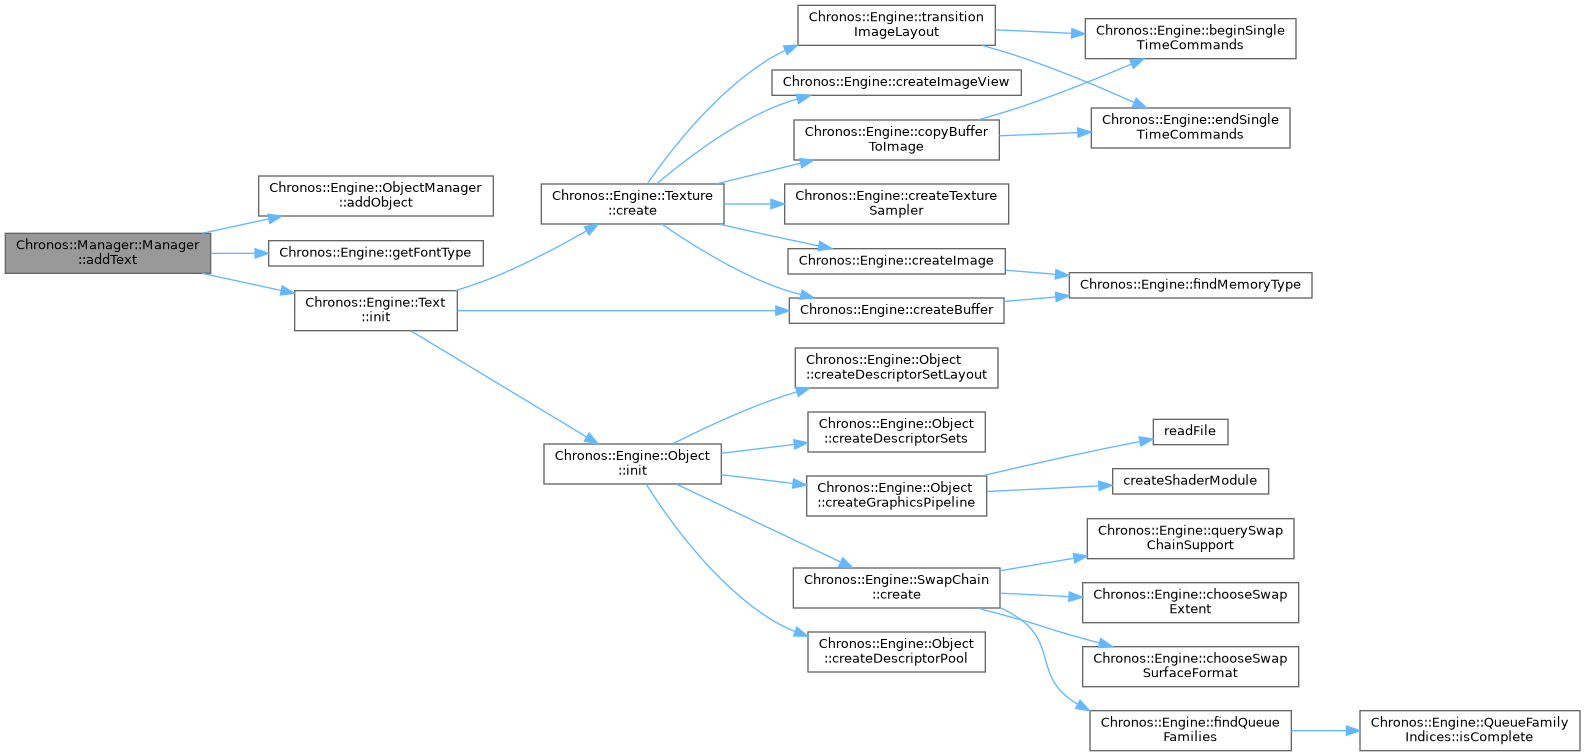 Chronos::Manager::Manager
::addText
Chronos::Engine::ObjectManager
::addObject
Chronos::Engine::getFontType
Chronos::Engine::Text
::init
Chronos::Engine::Texture
::create
Chronos::Engine::transition
ImageLayout
Chronos::Engine::createImageView
Chronos::Engine::copyBuffer
ToImage
Chronos::Engine::createTexture
Sampler
Chronos::Engine::createImage
Chronos::Engine::createBuffer
Chronos::Engine::beginSingle
TimeCommands
Chronos::Engine::endSingle
TimeCommands
Chronos::Engine::findMemoryType
Chronos::Engine::Object
::init
Chronos::Engine::Object
::createDescriptorSetLayout
Chronos::Engine::Object
::createDescriptorSets
Chronos::Engine::Object
::createGraphicsPipeline
Chronos::Engine::SwapChain
::create
Chronos::Engine::Object
::createDescriptorPool
readFile
createShaderModule
Chronos::Engine::querySwap
ChainSupport
Chronos::Engine::chooseSwap
Extent
Chronos::Engine::chooseSwap
SurfaceFormat
Chronos::Engine::findQueue
Families
Chronos::Engine::QueueFamily
Indices::isComplete